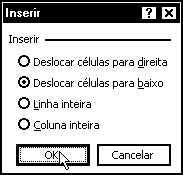 Inserir
Inserir
Deslocar células para direita
Deslocar células para baixo
Linha inteira
Coluna inteira
OK Cancelar